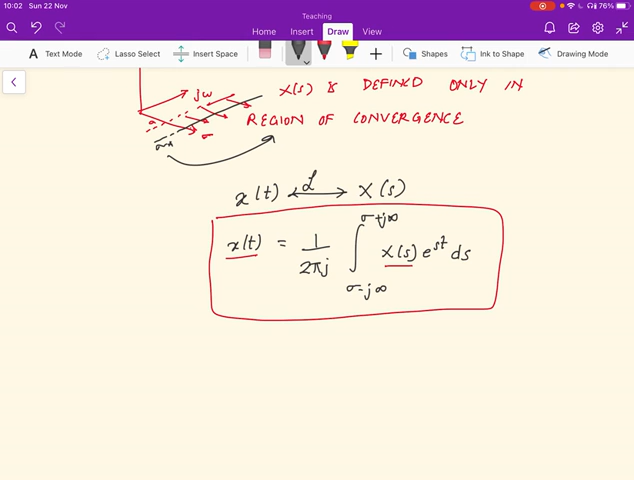 10:02 Sun 22 Nov
76%
Teaching
Home Insert Draw View
Text Mode Lasso Select Insert Space Shapes Ink to Shape Drawing Mode
jω X(s) IS DEFINED ONLY IN
σ REGION OF CONVERGENCE
x(t) ⟷ℒ X(s)
x(t) = 1/2πj ∫ X(s) e^st ds
σ+j∞
σ-j∞